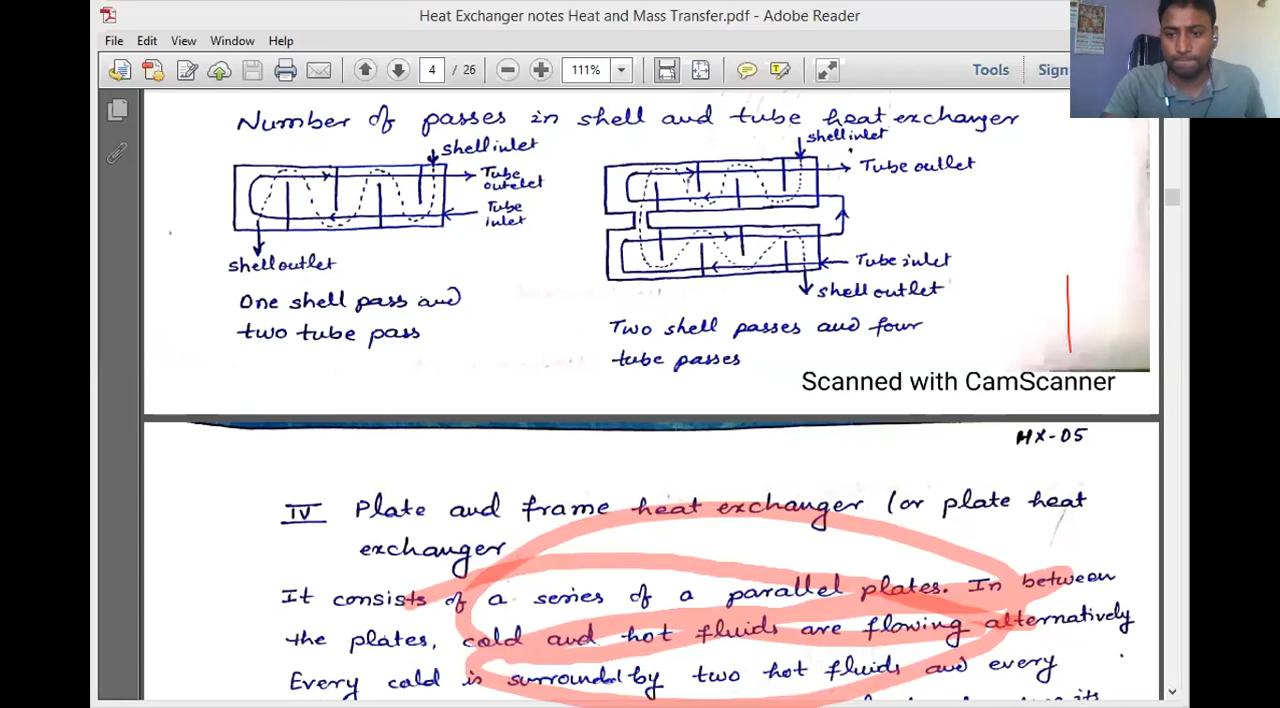 Heat Exchanger notes Heat and Mass Transfer.pdf - Adobe Reader
File Edit View Window Help
4 / 26 111% Tools Sign
Number of passes in shell and tube heat exchanger
shell inlet
Tube
outelet
Tube
inlet
shell outlet
One shell pass and
two tube pass
shell inlet
Tube outlet
Tube inlet
shell outlet
Two shell passes and four
tube passes
Scanned with CamScanner
HX-05
IV Plate and frame heat exchanger (or plate heat
exchanger
It consists of a series of a parallel plates. In between
the plates, cold and hot fluids are flowing alternatively
Every cold is surrounded by two hot fluids and every